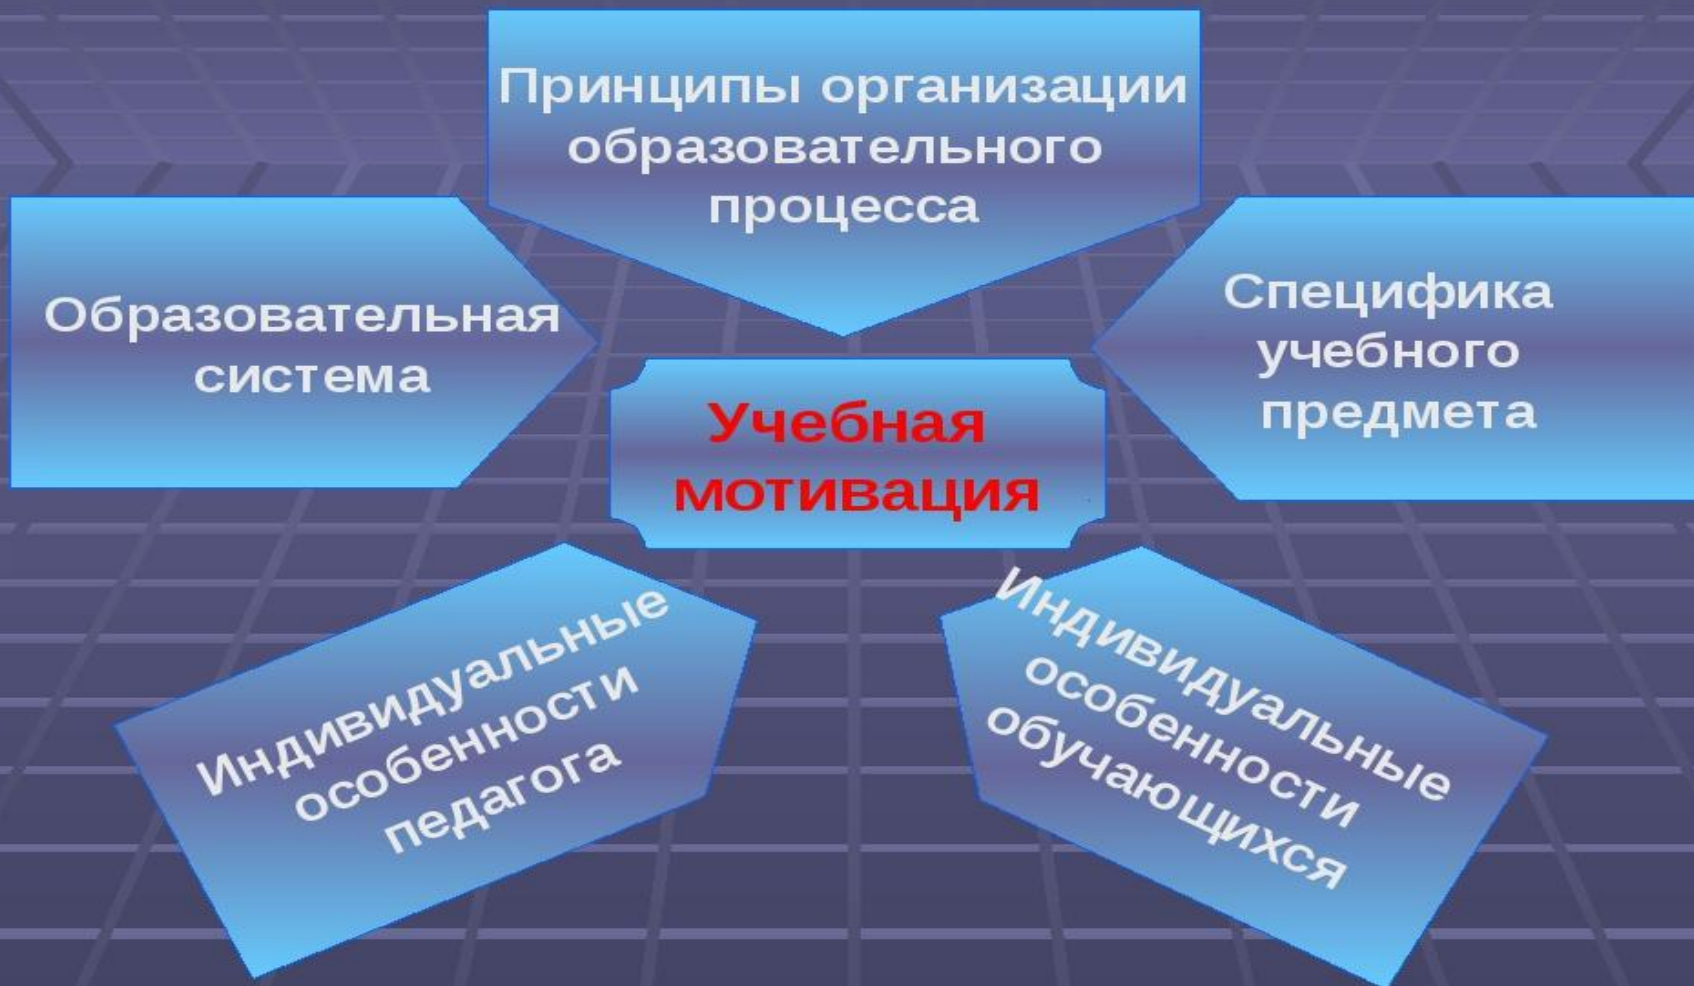 Принципы организации
образовательного
процесса
Образовательная
система
Специфика
учебного
предмета
Учебная
мотивация
Индивидуальные
особенности
педагога
Индивидуальные
особенности
обучающихся